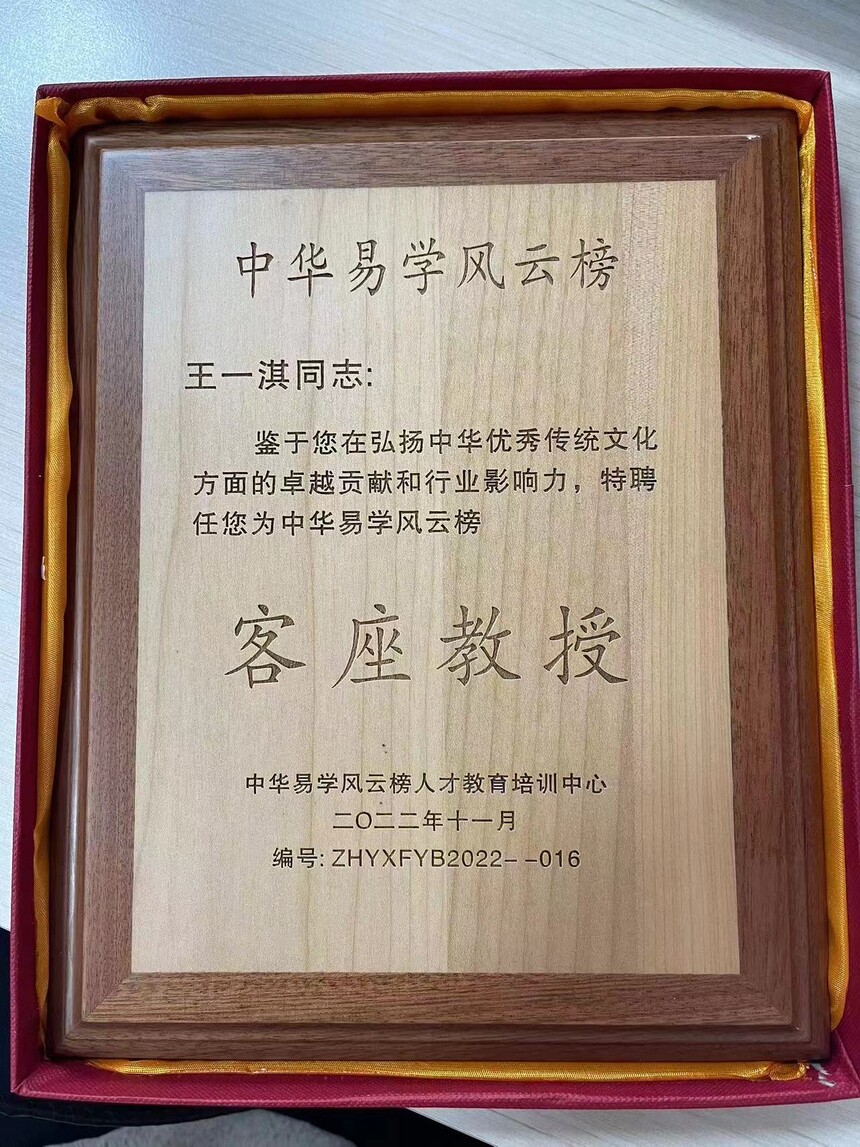 中华易学风云榜
王一淇同志:
鉴于您在弘扬中华优秀传统文化
方面的卓越贡献和行业影响力，特聘
任您为中华易学风云榜
客座教授
中华易学风云榜人才教育培训中心
二〇二二年十一月
编号: ZHYXFYB2022- -016